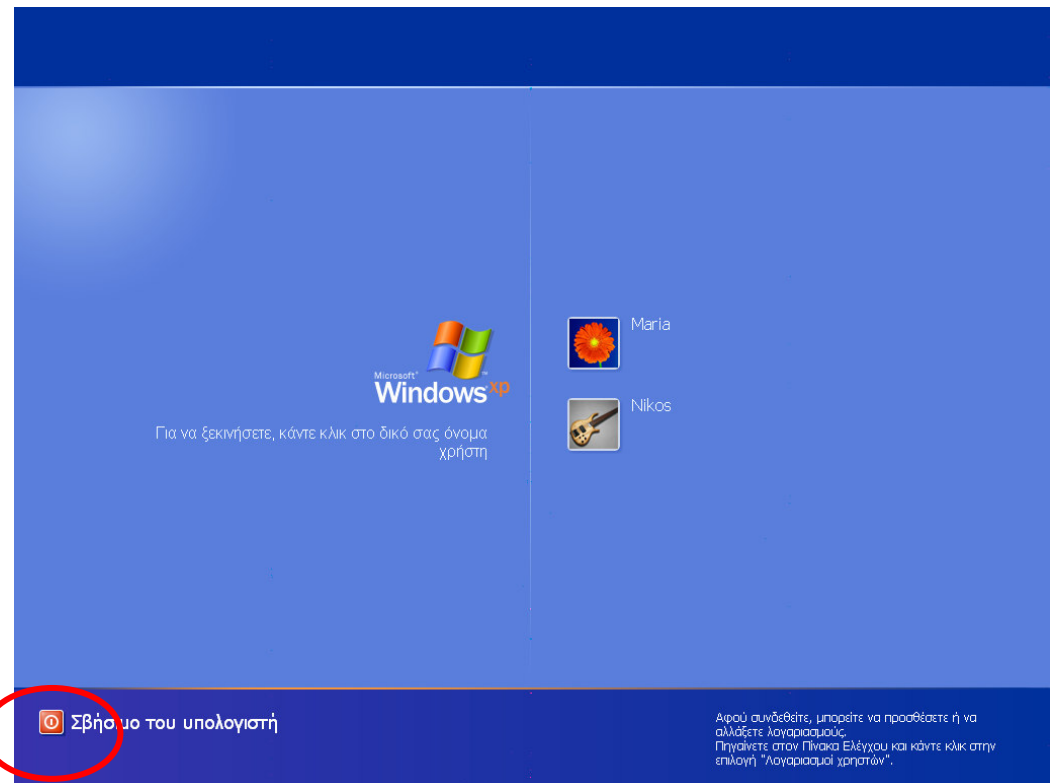 Microsoft®
Windows xp
Για να ξεκινήσετε, κάντε κλικ στο δικό σας όνομα
χρήστη
Maria
Nikos
Σβήσιμο του υπολογιστή
Αφού συνδεθείτε, μπορείτε να προσθέσετε ή να
αλλάξετε λογαριασμούς.
Πηγαίνετε στον Πίνακα Ελέγχου και κάντε κλικ στην
επιλογή "Λογαριασμοί χρηστών".